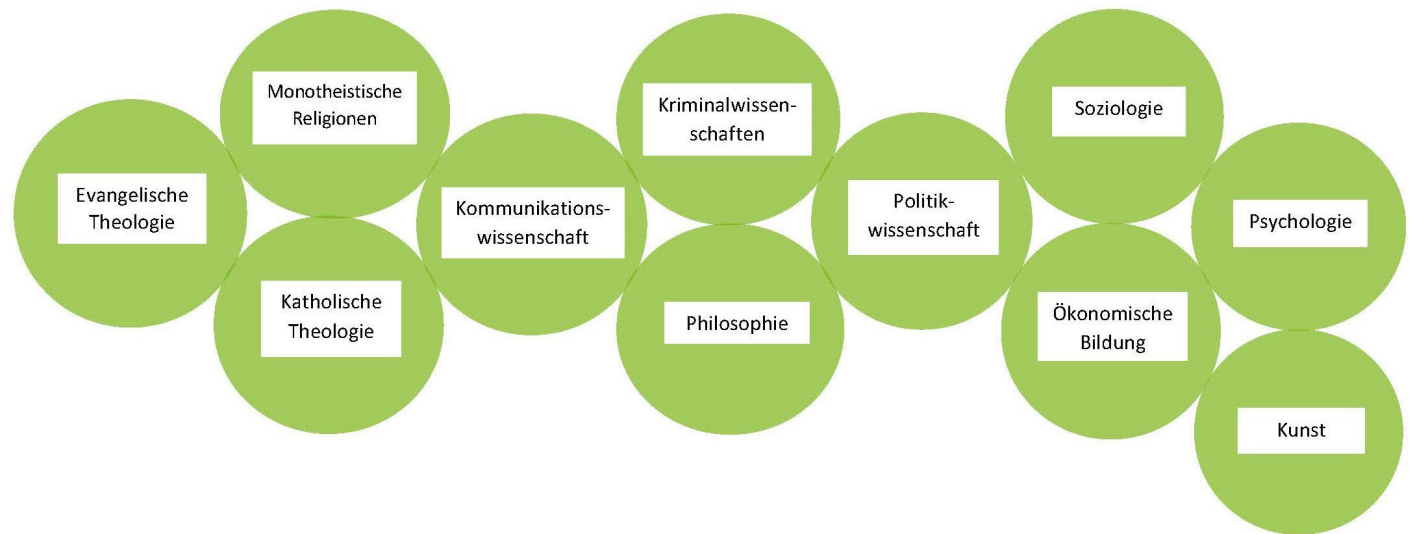 Evangelische
Theologie
Monotheistische
Religionen
Katholische
Theologie
Kommunikations-
wissenschaft
Kriminalwissen-
schaften
Philosophie
Politik-
wissenschaft
Soziologie
Ökonomische
Bildung
Psychologie
Kunst